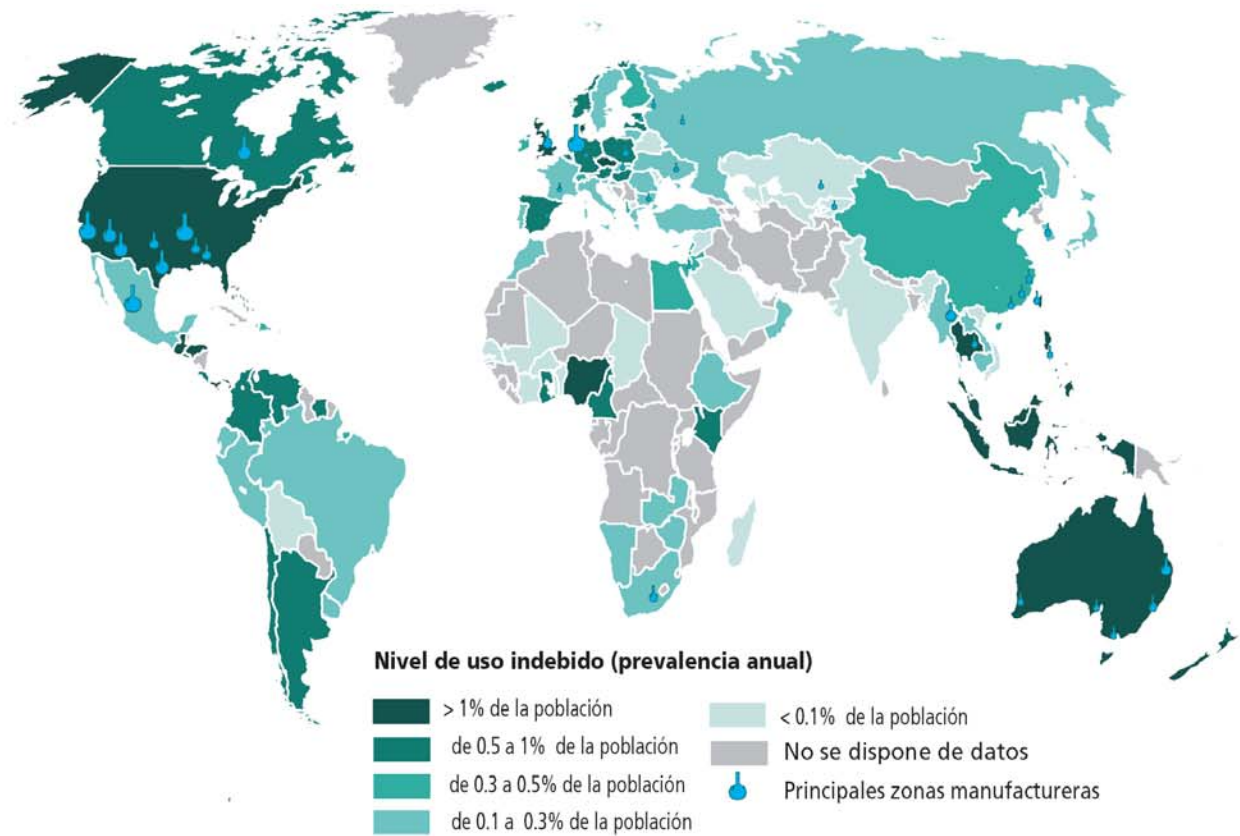 Nivel de uso indebido (prevalencia anual)
> 1% de la población
de 0.5 a 1% de la población
de 0.3 a 0.5% de la población
de 0.1 a 0.3% de la población
< 0.1% de la población
No se dispone de datos
Principales zonas manufactureras